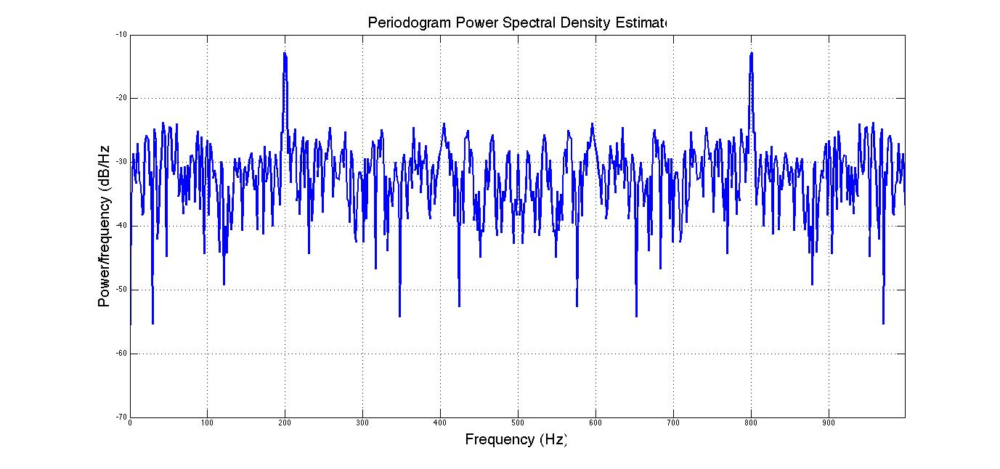 Periodogram Power Spectral Density Estimate
-10
-20
-30
-40
-50
-60
-70
Power/frequency (dB/Hz)
0 100 200 300 400 500 600 700 800 900
Frequency (Hz)